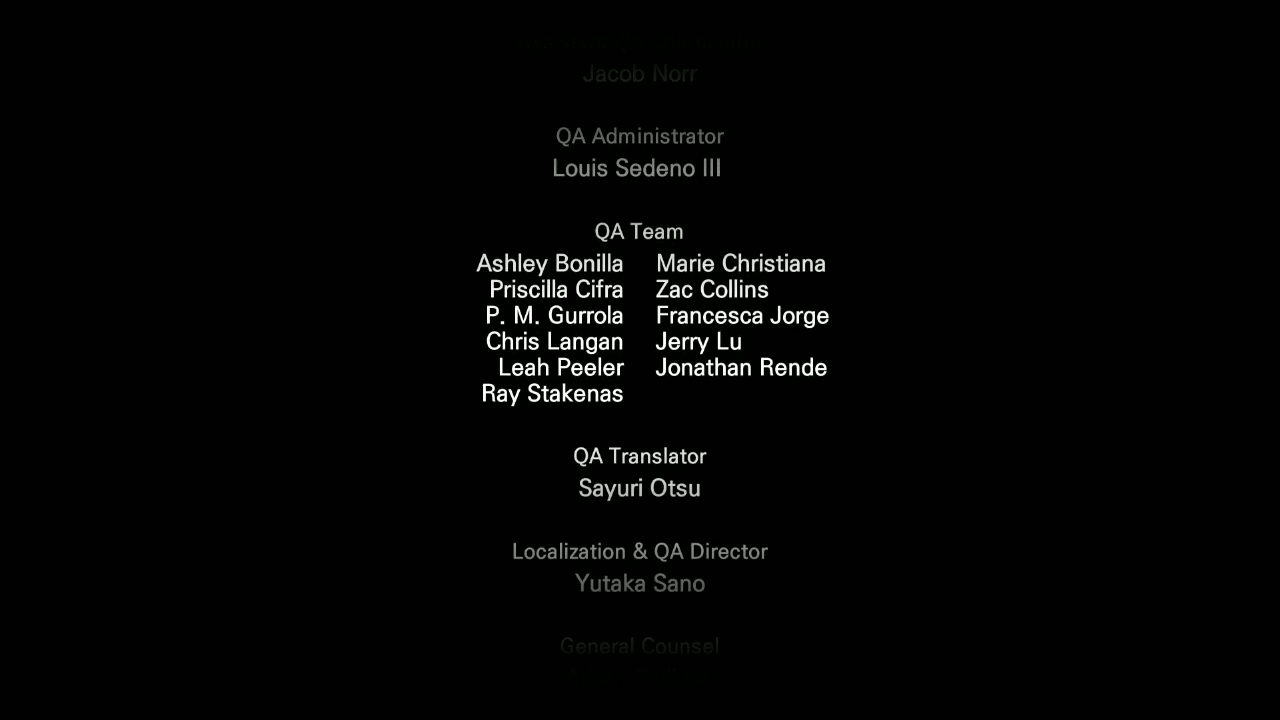 Jacob Norr
QA Administrator
Louis Sedeno III
QA Team
Ashley Bonilla Marie Christiana
Priscilla Cifra Zac Collins
P. M. Gurrola Francesca Jorge
Chris Langan Jerry Lu
Leah Peeler Jonathan Rende
Ray Stakenas
QA Translator
Sayuri Otsu
Localization & QA Director
Yutaka Sano
General Counsel